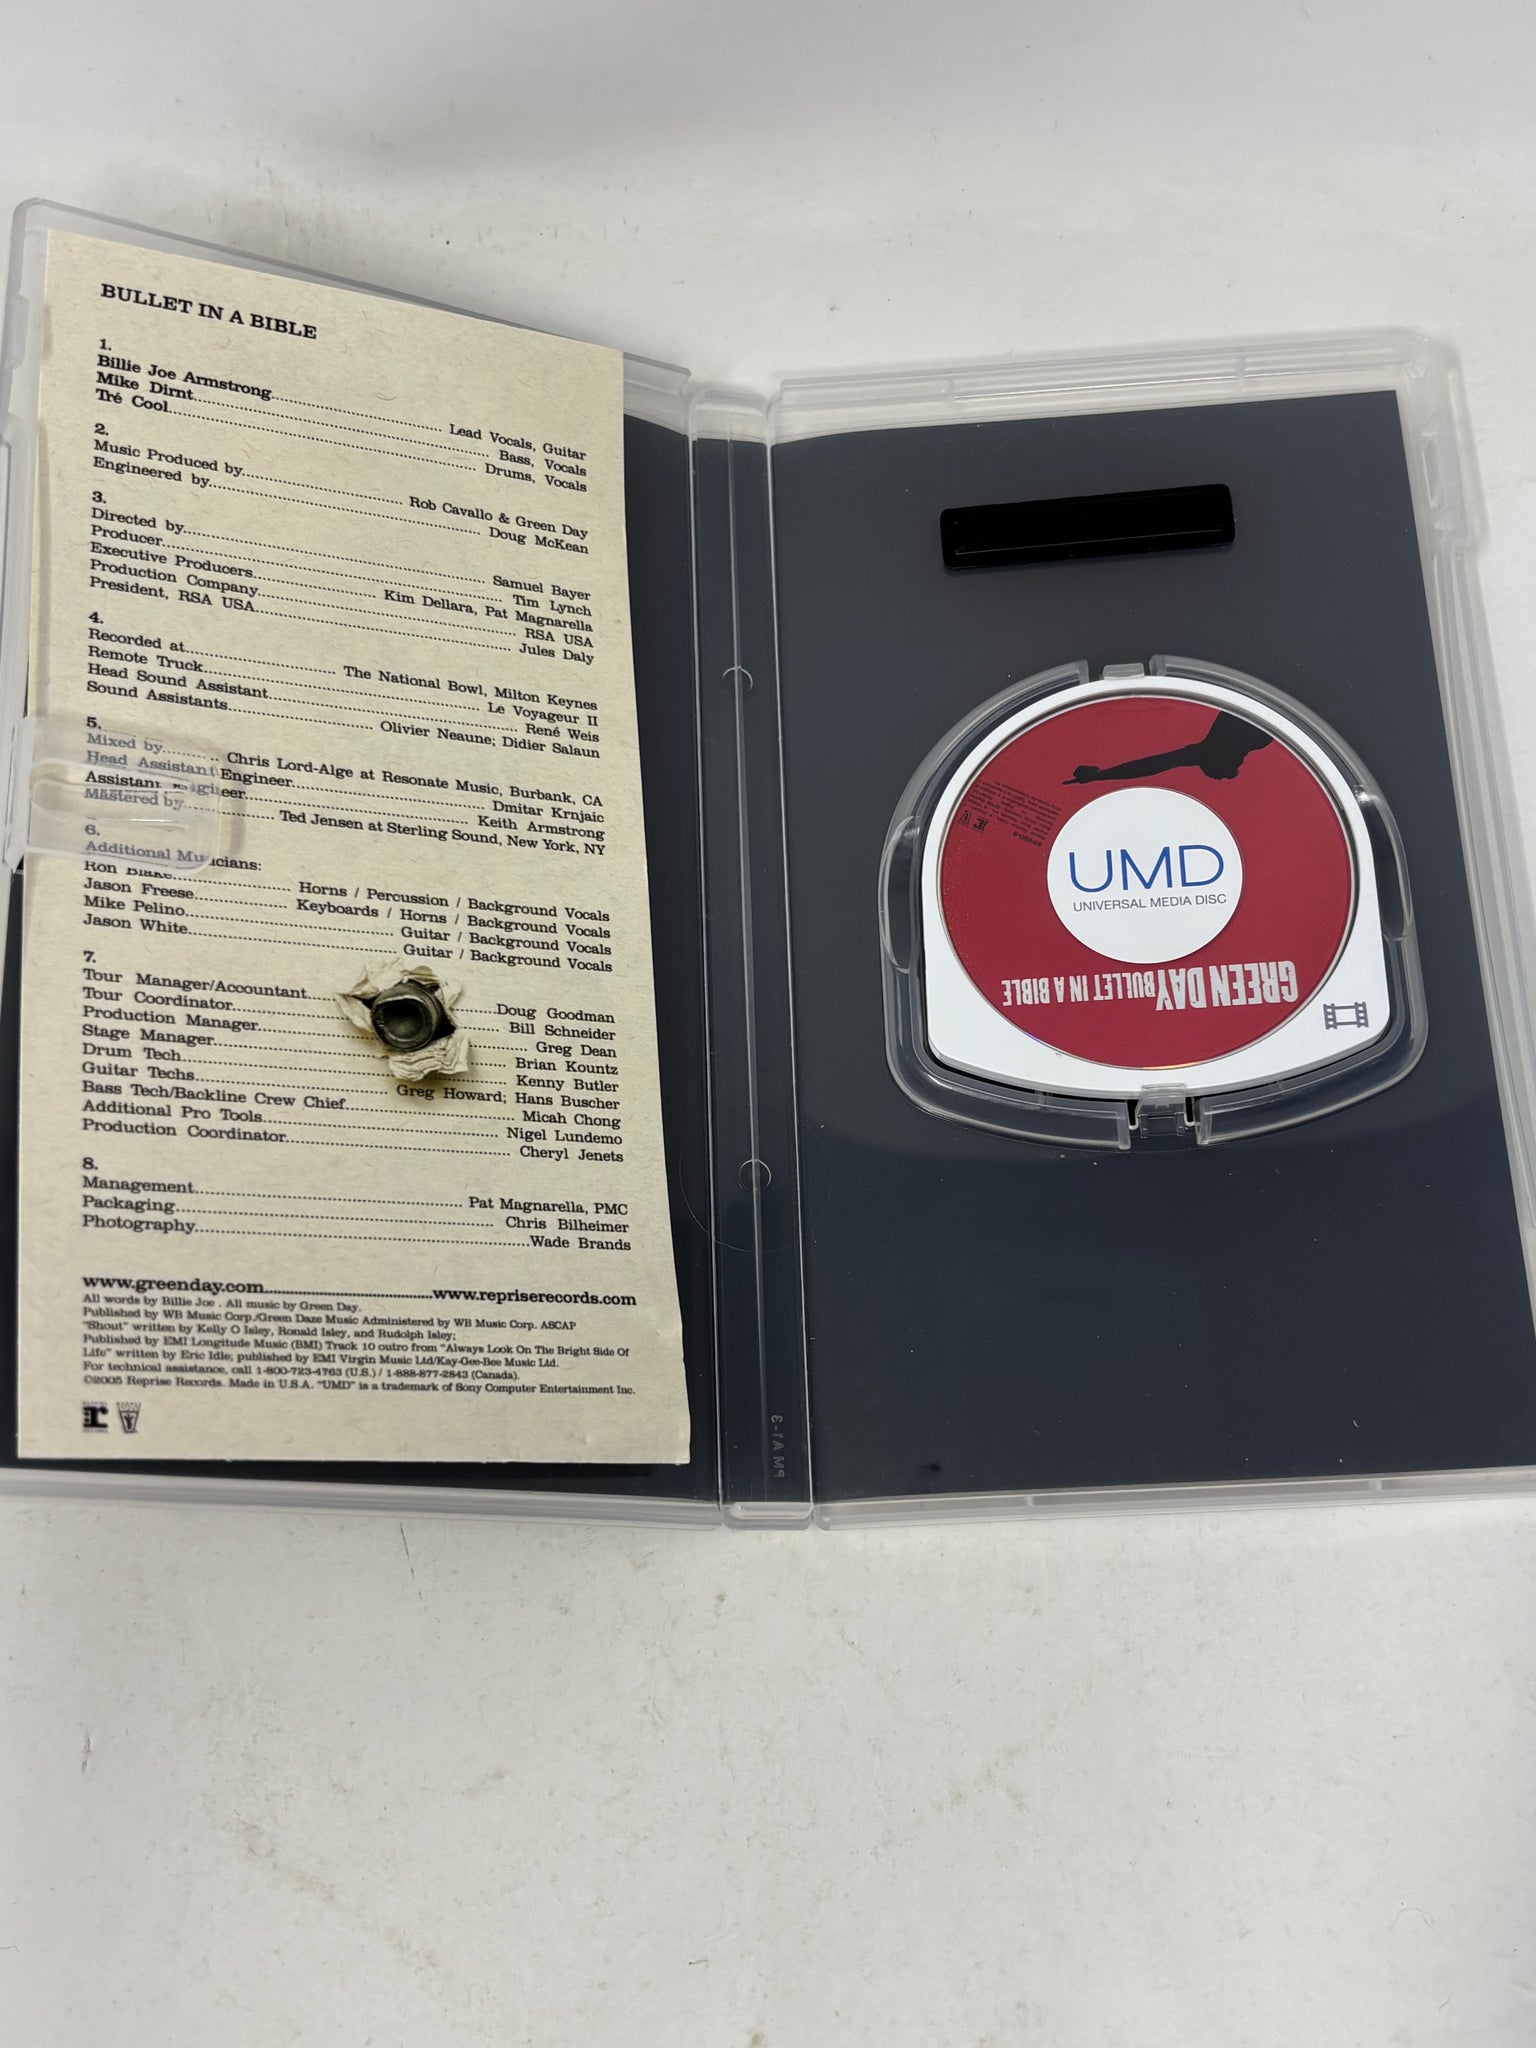 BULLET IN A BIBLE
1.
Billie Joe Armstrong........ Lead Vocals, Guitar
Mike Dirnt........ Bass, Vocals
Tré Cool........ Drums, Vocals
2.
Music Produced by........ Rob Cavallo & Green Day
Engineered by........ Doug McKean
3.
Directed by........ Samuel Bayer
Producer........ Tim Lynch
Executive Producers........ Kim Dellara, Pat Magnarella
Production Company........ RSA USA
President, RSA USA........ Jules Daly
4.
Recorded at........ The National Bowl, Milton Keynes
Remote Truck........ Le Voyageur II
Head Sound Assistant........ René Weis
Sound Assistants........ Olivier Neaune; Didier Salaun
5.
Mixed by........ Chris Lord-Alge at Resonate Music, Burbank, CA
Head Assistant Engineer........ Dmitar Krnjaic
Assistant Engineer........ Keith Armstrong
Mastered by........ Ted Jensen at Sterling Sound, New York, NY
6.
Additional Musicians:
Ron Blake........ Horns / Percussion / Background Vocals
Jason Freese........ Keyboards / Horns / Background Vocals
Mike Pelino........ Guitar / Background Vocals
Jason White........ Guitar / Background Vocals
7.
Tour Manager/Accountant........ Doug Goodman
Tour Coordinator........ Bill Schneider
Production Manager........ Greg Dean
Stage Manager........ Brian Kountz
Drum Tech........ Kenny Butler
Guitar Techs........ Greg Howard; Hans Buscher
Bass Tech/Backline Crew Chief........ Micah Chong
Additional Pro Tools........ Nigel Lundemo
Production Coordinator........ Cheryl Jenets
8.
Management........ Pat Magnarella, PMC
Packaging........ Chris Bilheimer
Photography........ Wade Brands
www.greenday.com........www.repriserecords.com
All words by Billie Joe . All music by Green Day.
Published by WB Music Corp./Green Daze Music Administered by WB Music Corp. ASCAP
"Shout" written by Kelly O Isley, Ronald Isley, and Rudolph Isley;
Published by EMI Longitude Music (BMI) Track 10 outro from "Always Look On The Bright Side Of
Life" written by Eric Idle; published by EMI Virgin Music Ltd/Kay-Gee-Bee Music Ltd.
For technical assistance, call 1-800-723-4763 (U.S.) / 1-888-877-2843 (Canada).
©2005 Reprise Records. Made in U.S.A. "UMD" is a trademark of Sony Computer Entertainment Inc.
UMD
UNIVERSAL MEDIA DISC
GREEN DAY BULLET IN A BIBLE
PMA1-3